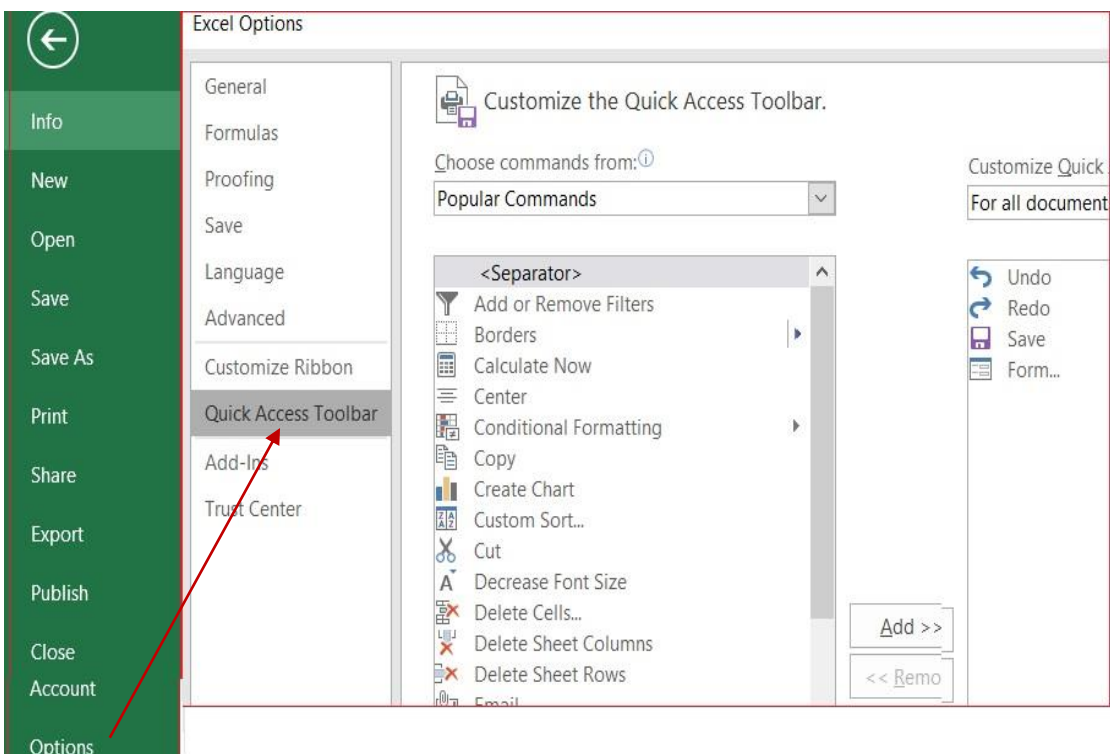 Excel Options
Info
New
Open
Save
Save As
Print
Share
Export
Publish
Close
Account
Options
General
Formulas
Proofing
Save
Language
Advanced
Customize Ribbon
Quick Access Toolbar
Add-Ins
Trust Center
Customize the Quick Access Toolbar.
Choose commands from:
Popular Commands
<Separator>
Add or Remove Filters
Borders
Calculate Now
Center
Conditional Formatting
Copy
Create Chart
Custom Sort...
Cut
Decrease Font Size
Delete Cells...
Delete Sheet Columns
Delete Sheet Rows
Email
Add >>
<< Remo
Customize Quick
For all document
Undo
Redo
Save
Form...